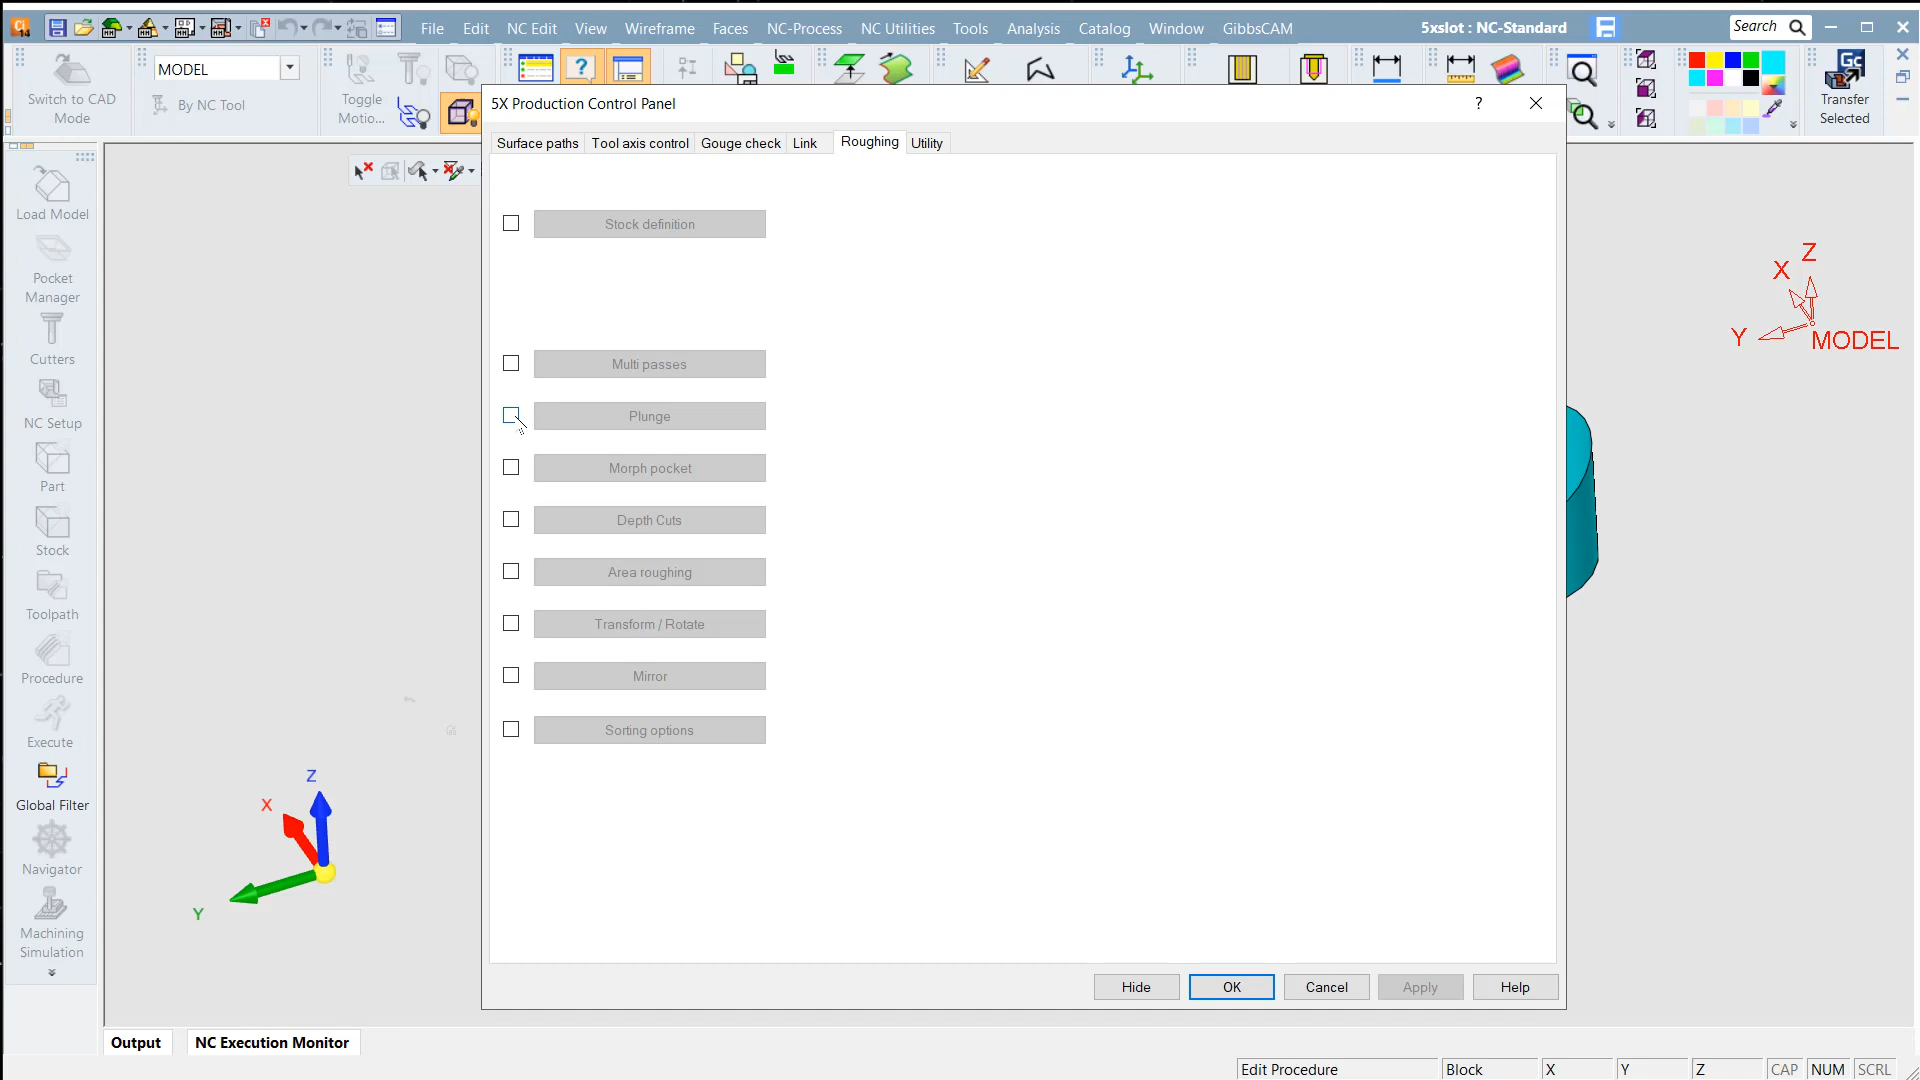 File Edit NC Edit View Wireframe Faces NC-Process NC Utilities Tools Analysis Catalog Window GibbsCAM 5xslot : NC-Standard Search
MODEL
Switch to CAD
Mode
By NC Tool
Toggle
Motio...
Transfer
Selected
5X Production Control Panel
?
Surface paths Tool axis control Gouge check Link Roughing Utility
Stock definition
Multi passes
Plunge
Morph pocket
Depth Cuts
Area roughing
Transform / Rotate
Mirror
Sorting options
Hide OK Cancel Apply Help
Load Model
Pocket
Manager
Cutters
NC Setup
Part
Stock
Toolpath
Procedure
Execute
Global Filter
Navigator
Machining
Simulation
Z
X
Y
Z
X
Y
MODEL
Output NC Execution Monitor
Edit Procedure Block X Y Z CAP NUM SCRL